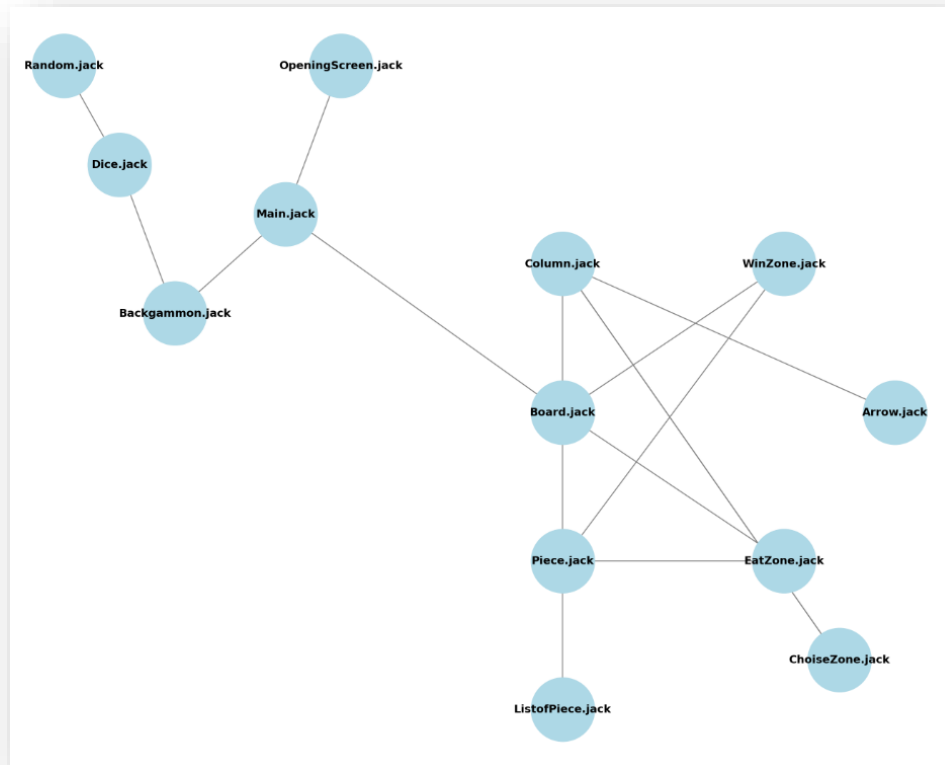 Random.jack
OpeningScreen.jack
Dice.jack
Main.jack
Column.jack
WinZone.jack
Backgammon.jack
Board.jack
Arrow.jack
Piece.jack
EatZone.jack
ChoiseZone.jack
ListofPiece.jack